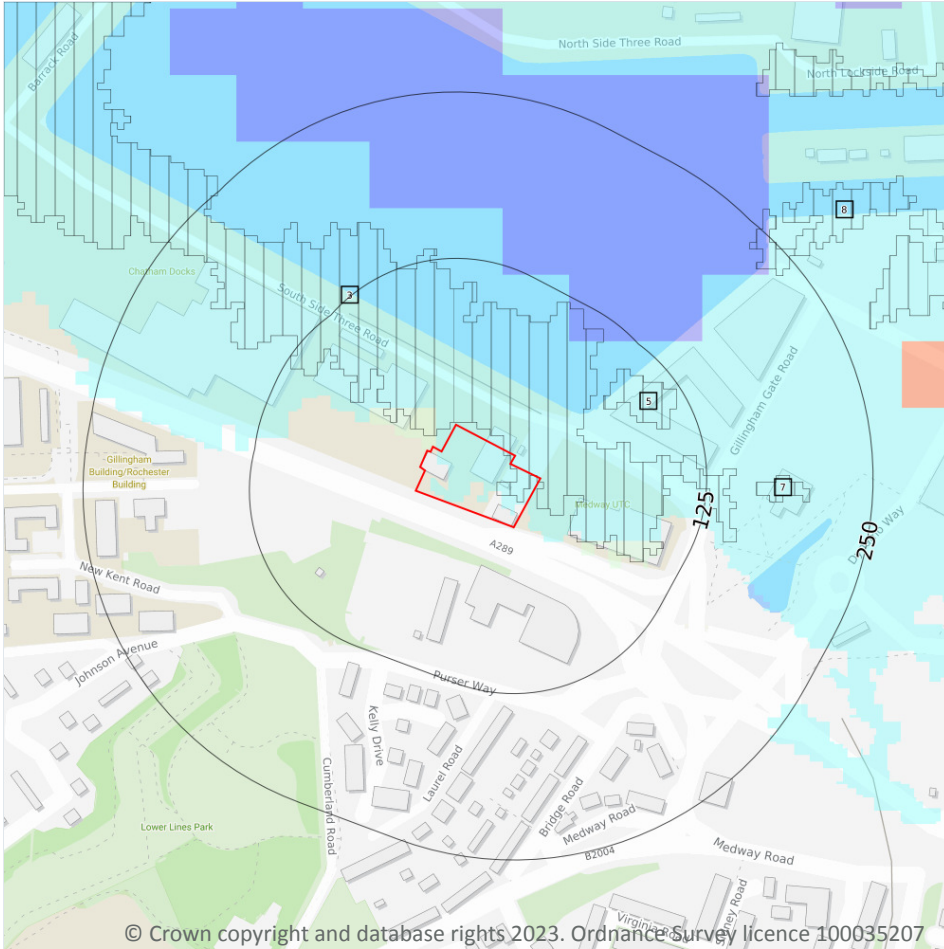 North Side Three Road
Barrack Road
North Lockside Road
8
Chatham Docks
3
South Side Three Road
5
Gillingham Gate Road
Gillingham
Building/Rochester
Building
7
125
Medway UTC
250
A289
New Kent Road
Johnson Avenue
Purser Way
Kelly Drive
Laurel Road
Cumberland Road
Bridge Road
Lower Lines Park
Medway Road
B2004
Medway Road
Virginia
© Crown copyright and database rights 2023. Ordnance Survey licence 100035207